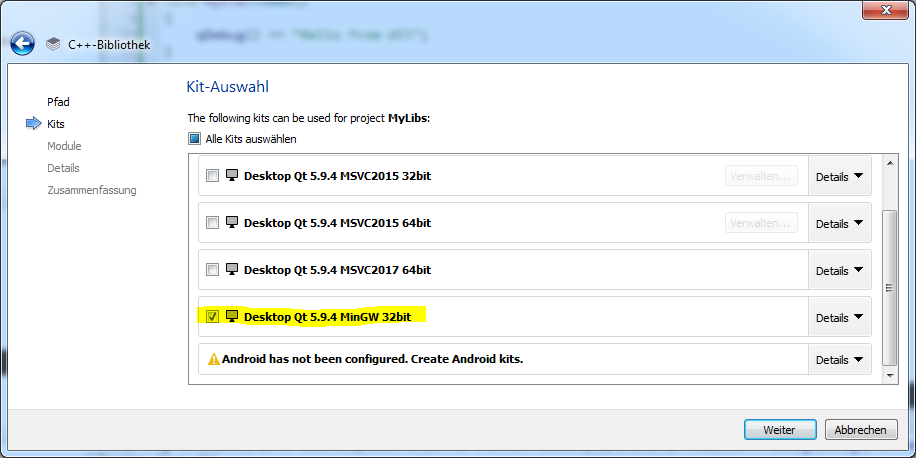 qDebug() << "Hello from dll";
C++-Bibliothek
Kit-Auswahl
Pfad
Kits
Module
Details
Zusammenfassung
The following kits can be used for project MyLibs:
Alle Kits auswählen
Desktop Qt 5.9.4 MSVC2015 32bit
Verwalten...
Details
Desktop Qt 5.9.4 MSVC2015 64bit
Verwalten...
Details
Desktop Qt 5.9.4 MSVC2017 64bit
Details
Desktop Qt 5.9.4 MinGW 32bit
Details
Android has not been configured. Create Android kits.
Details
Weiter
Abbrechen